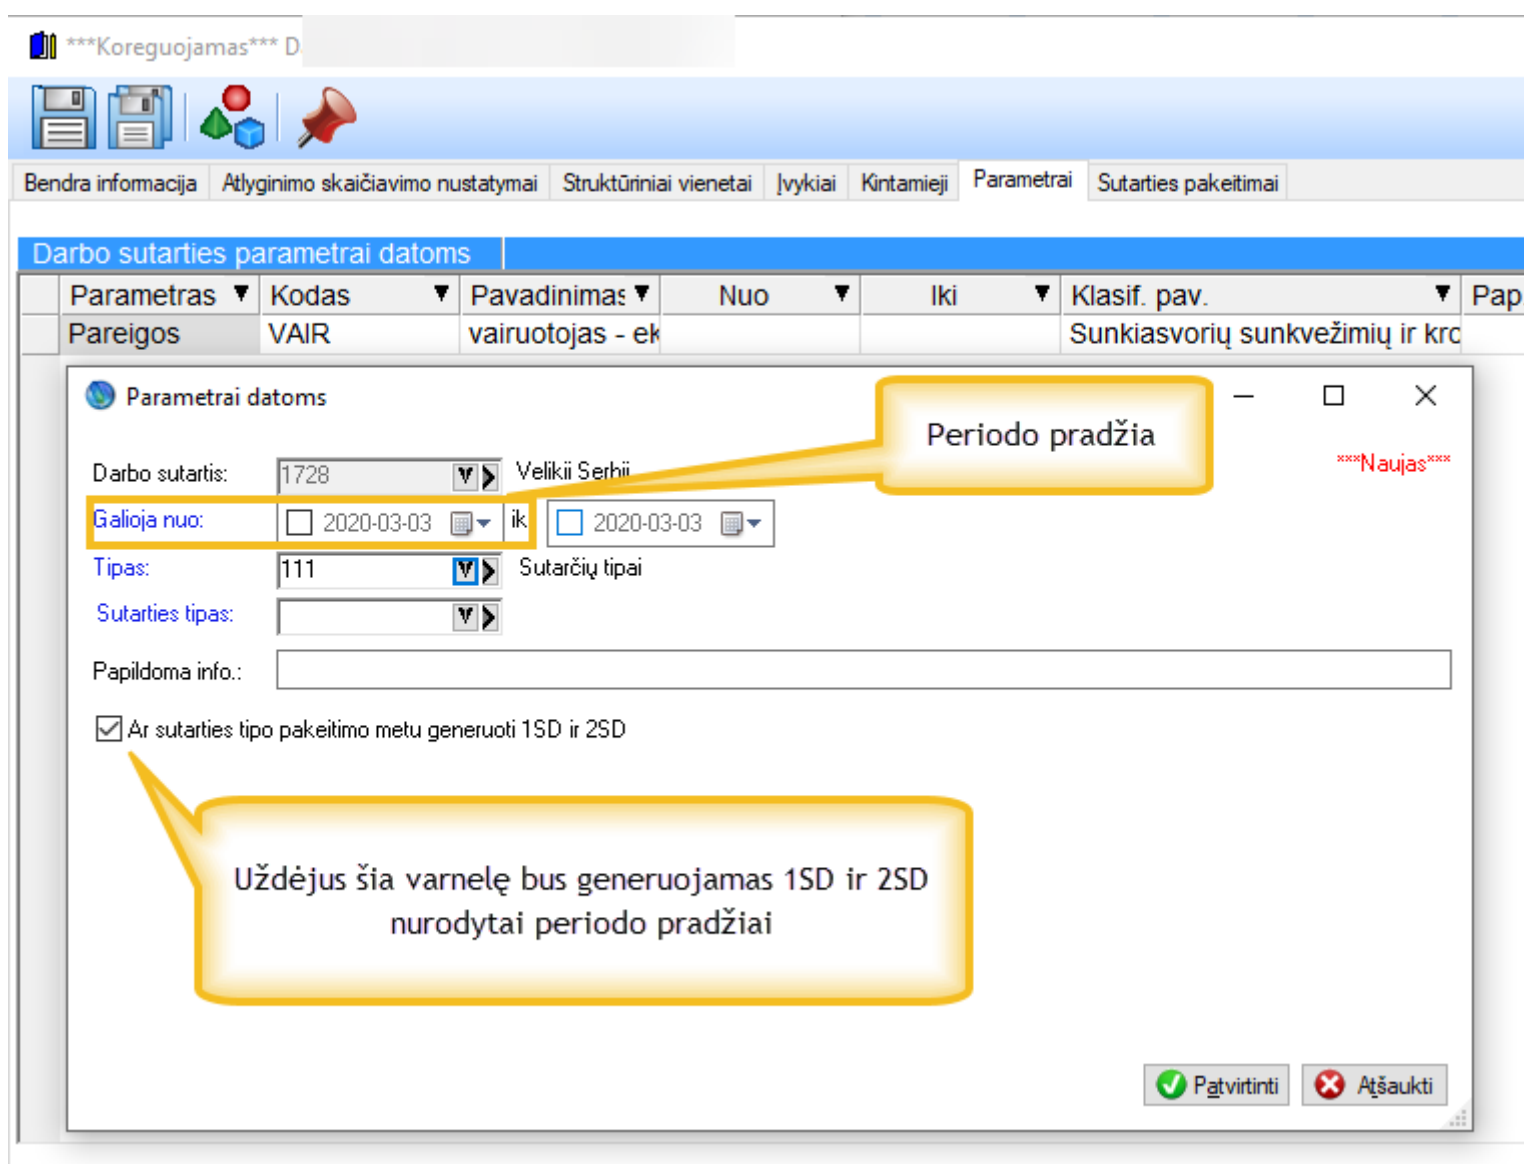 ***Koreguojamas*** D
Bendra informacija Atlyginimo skaičiavimo nustatymai Struktūriniai vienetai Įvykiai Kintamieji Parametrai Sutarties pakeitimai
Darbo sutarties parametrai datoms
Parametras Kodas Pavadinimas Nuo Iki Klasif. pav. Pap
Pareigos VAIR vairuotojas - ek Sunkiasvorių sunkvežimių ir krc
Parametrai datoms
Periodo pradžia
***Naujas***
Darbo sutartis: 1728 Velikii Serhii
Galioja nuo: 2020-03-03 ik 2020-03-03
Tipas: 111 Sutarčių tipai
Sutarties tipas:
Papildoma info.:
Ar sutarties tipo pakeitimo metu generuoti 1SD ir 2SD
Uždėjus šia varnelę bus generuojamas 1SD ir 2SD
nurodytai periodo pradžiai
Patvirtinti Atšaukti